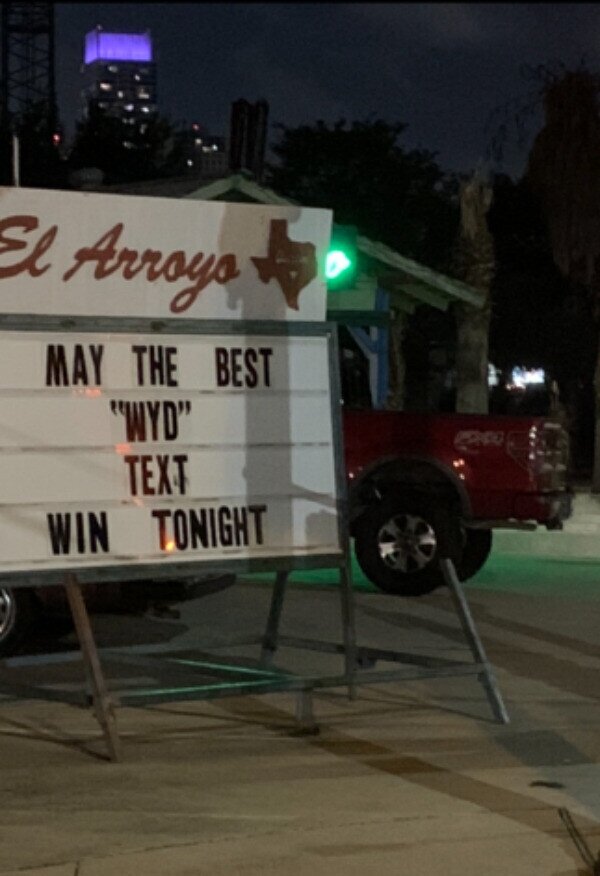 El Arroyo
MAY THE BEST
"WYD"
TEXT
WIN TONIGHT